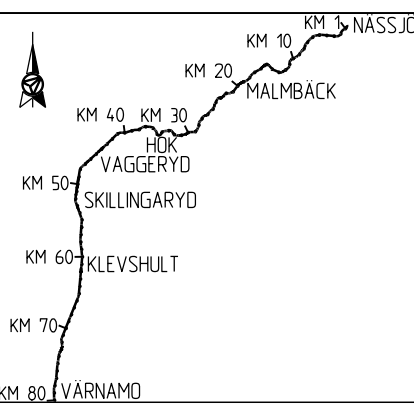 KM 1 NÄSSJÖ
KM 10
KM 20
MALMBÄCK
KM 40 KM 30
HOK
VAGGERYD
KM 50
SKILLINGARYD
KM 60 KLEVSHULT
KM 70
KM 80 VÄRNAMO